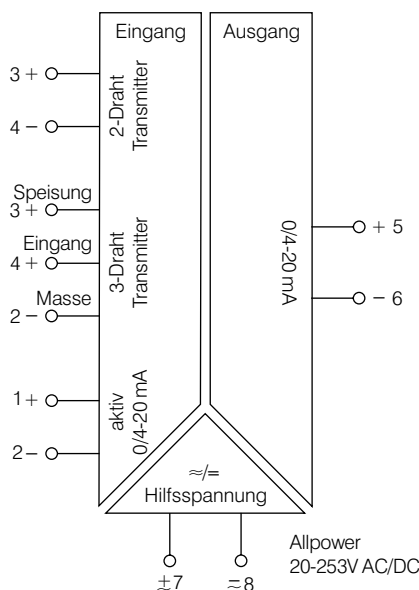 Eingang
Ausgang
3+
4-
2-Draht
Transmitter
Speisung
3+
Eingang
4+
Masse
2-
3-Draht
Transmitter
1+
2-
aktiv
0/4-20 mA
0/4-20 mA
+ 5
- 6
≈/=
Hilfsspannung
±7
≂8
Allpower
20-253V AC/DC